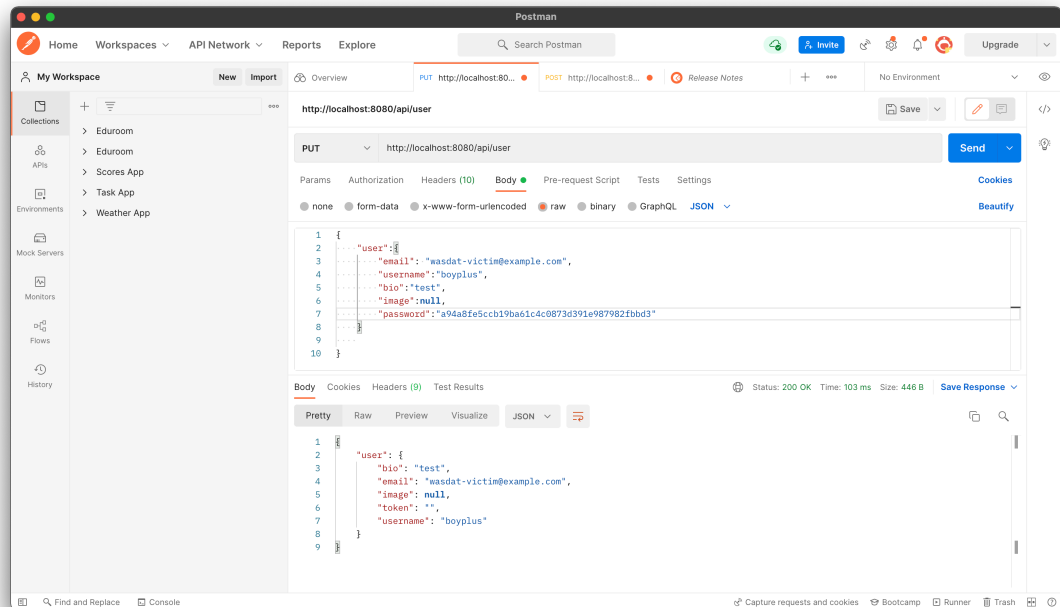 Postman
Home Workspaces API Network Reports Explore Search Postman Invite Upgrade
My Workspace New Import Overview PUT http://localhost:80... POST http://localhost:8... Release Notes No Environment
Collections
APIs
Environments
Mock Servers
Monitors
Flows
History
Eduroom
Eduroom
Scores App
Task App
Weather App
http://localhost:8080/api/user Save
PUT http://localhost:8080/api/user Send
Params Authorization Headers (10) Body Pre-request Script Tests Settings Cookies
none form-data x-www-form-urlencoded raw binary GraphQL JSON Beautify
1 {
2 "user":{
3 "email": "wasdat-victim@example.com",
4 "username":"boyplus",
5 "bio":"test",
6 "image":null,
7 "password":"a94a8fe5ccb19ba61c4c0873d391e987982fbbd3"
8 }
9
10 }
Body Cookies Headers (9) Test Results Status: 200 OK Time: 103 ms Size: 446 B Save Response
Pretty Raw Preview Visualize JSON
1 {
2 "user": {
3 "bio": "test",
4 "email": "wasdat-victim@example.com",
5 "image": null,
6 "token": "",
7 "username": "boyplus"
8 }
9 }
Find and Replace Console Capture requests and cookies Bootcamp Runner Trash